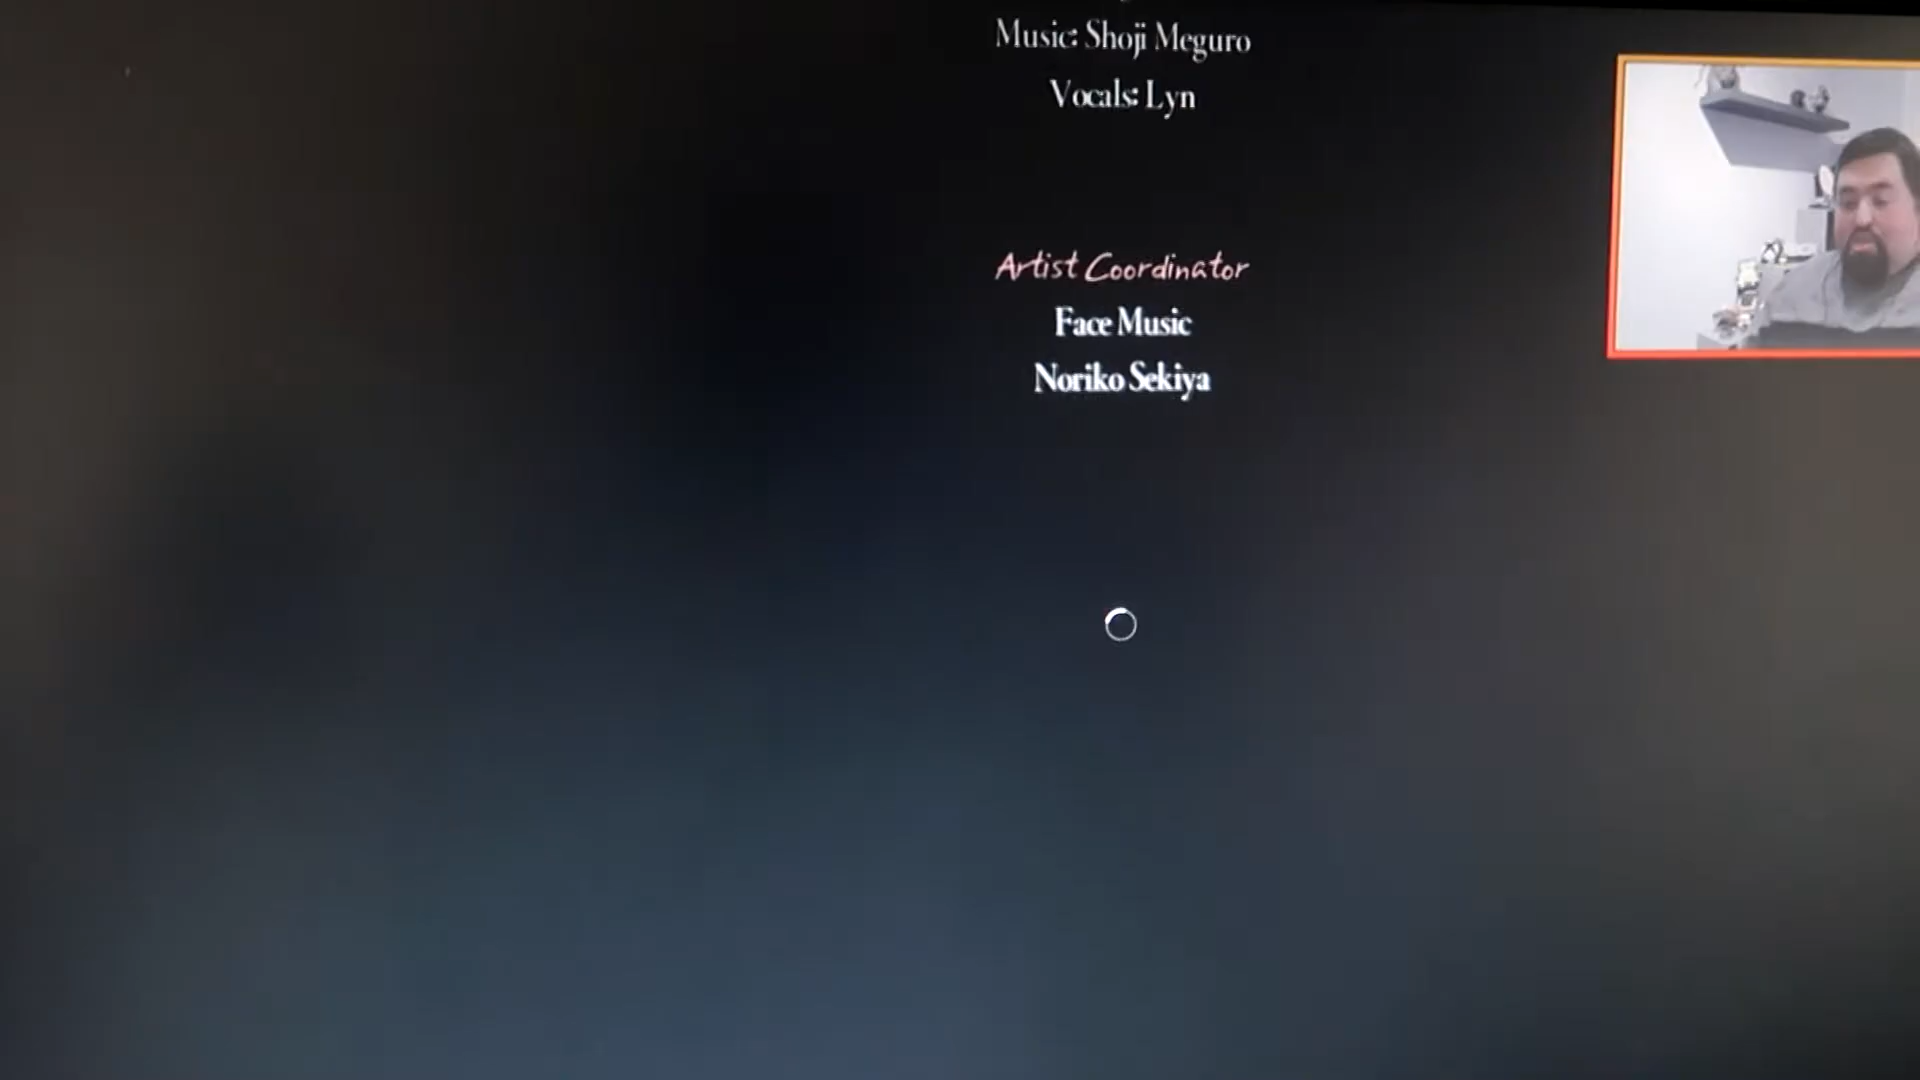 Music: Shoji Meguro
Vocals: Lyn
Artist Coordinator
Face Music
Noriko Sekiya